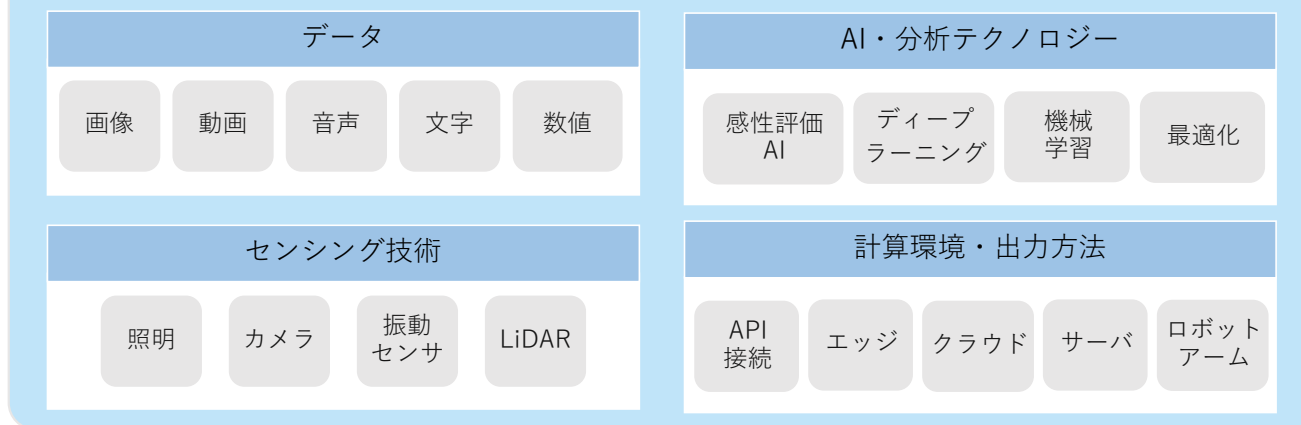 データ
画像
動画
音声
文字
数値
AI・分析テクノロジー
感性評価
AI
ディープ
ラーニング
機械
学習
最適化
センシング技術
照明
カメラ
振動
センサ
LiDAR
計算環境・出力方法
API
接続
エッジ
クラウド
サーバ
ロボット
アーム